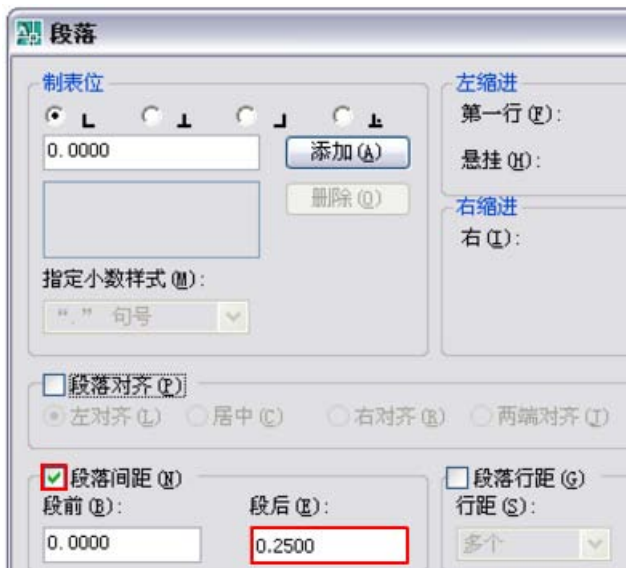 段落
制表位
0.0000
添加(A)
删除(O)
指定小数样式(M):
“.” 句号
左缩进
第一行(F):
悬挂(H):
右缩进
右(I):
段落对齐(P)
左对齐(L) 居中(C) 右对齐(R) 两端对齐(J)
段落间距(N)
段前(B): 段后(E):
0.0000 0.2500
段落行距(G)
行距(S):
多个